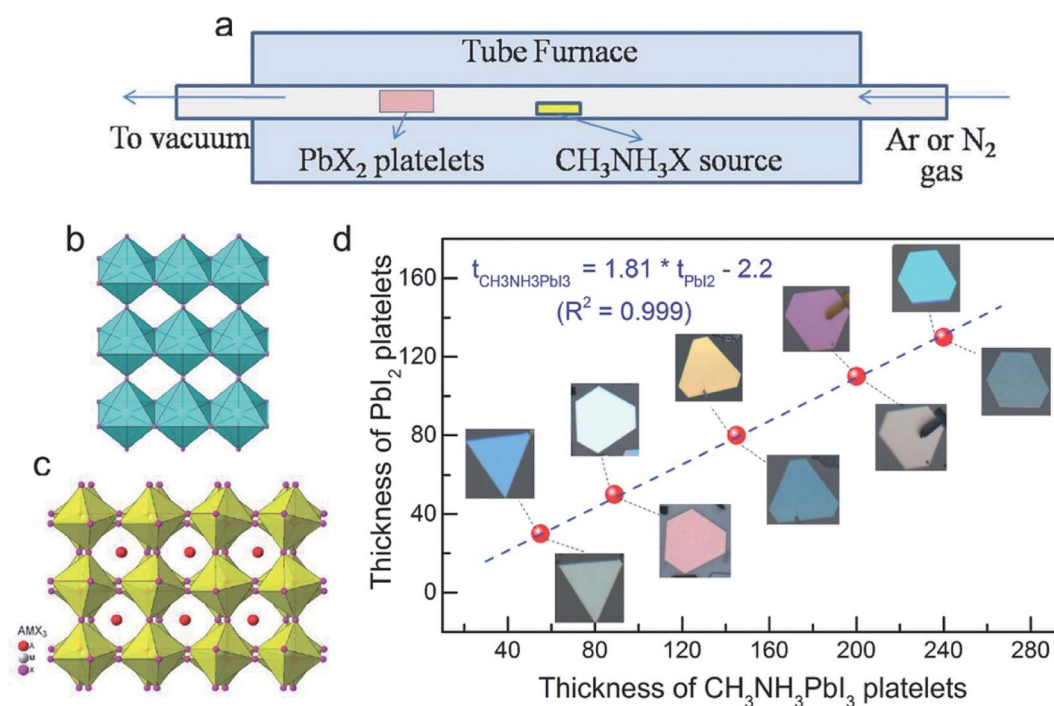 a
Tube Furnace
To vacuum
PbX₂ platelets
CH₃NH₃X source
Ar or N₂
gas
b
c
AMX₃
A
M
X
d
t_CH3NH3PbI3 = 1.81 * t_PbI2 - 2.2
(R² = 0.999)
Thickness of PbI₂ platelets
160
120
80
40
0
40 80 120 160 200 240 280
Thickness of CH₃NH₃PbI₃ platelets